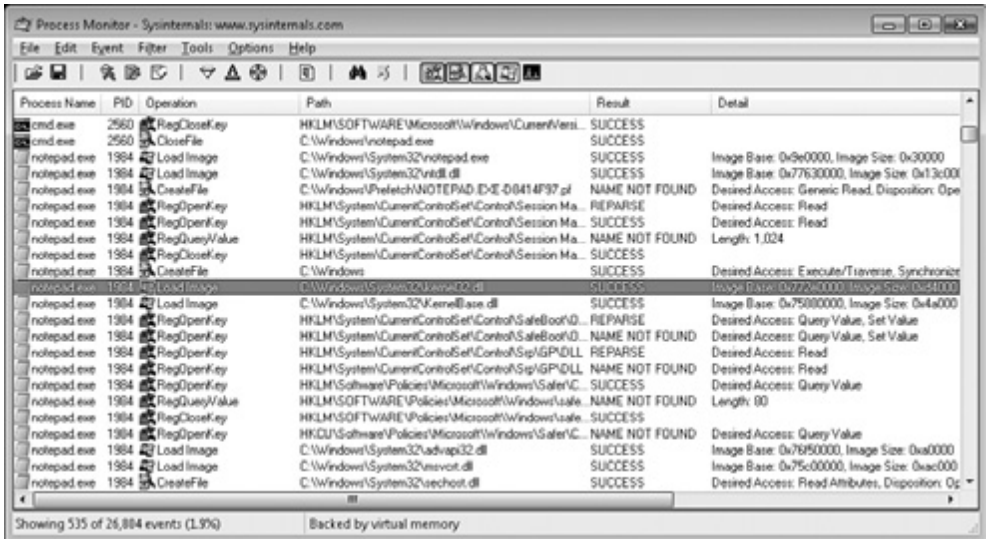 Process Monitor - Sysinternals: www.sysinternals.com
File Edit Event Filter Tools Options Help
Process Name PID Operation Path Result Detail
cmd.exe 2560 RegCloseKey HKLM\SOFTWARE\Microsoft\Windows\CurrentVersi... SUCCESS
cmd.exe 2560 CloseFile C:\Windows\notepad.exe SUCCESS
notepad.exe 1984 Load Image C:\Windows\System32\notepad.exe SUCCESS Image Base: 0x9e0000, Image Size: 0x30000
notepad.exe 1984 Load Image C:\Windows\System32\ntdll.dll SUCCESS Image Base: 0x77630000, Image Size: 0x13c00
notepad.exe 1984 CreateFile C:\Windows\Prefetch\NOTEPAD.EXE-D8414F97.pf NAME NOT FOUND Desired Access: Generic Read, Disposition: Ope
notepad.exe 1984 RegOpenKey HKLM\System\CurrentControlSet\Control\Session Ma... REPARSE Desired Access: Read
notepad.exe 1984 RegOpenKey HKLM\System\CurrentControlSet\Control\Session Ma... SUCCESS Desired Access: Read
notepad.exe 1984 RegQueryValue HKLM\System\CurrentControlSet\Control\Session Ma... NAME NOT FOUND Length: 1,024
notepad.exe 1984 RegCloseKey HKLM\System\CurrentControlSet\Control\Session Ma... SUCCESS
notepad.exe 1984 CreateFile C:\Windows SUCCESS Desired Access: Execute/Traverse, Synchronize
notepad.exe 1984 Load Image C:\Windows\System32\kernel32.dll SUCCESS Image Base: 0x772e0000, Image Size: 0xd4000
notepad.exe 1984 Load Image C:\Windows\System32\KernelBase.dll SUCCESS Image Base: 0x75880000, Image Size: 0x4a000
notepad.exe 1984 RegOpenKey HKLM\System\CurrentControlSet\Control\SafeBoot\O... REPARSE Desired Access: Query Value, Set Value
notepad.exe 1984 RegOpenKey HKLM\System\CurrentControlSet\Control\SafeBoot\O... NAME NOT FOUND Desired Access: Query Value, Set Value
notepad.exe 1984 RegOpenKey HKLM\System\CurrentControlSet\Control\Srp\GP\DLL REPARSE Desired Access: Read
notepad.exe 1984 RegOpenKey HKLM\System\CurrentControlSet\Control\Srp\GP\DLL NAME NOT FOUND Desired Access: Read
notepad.exe 1984 RegOpenKey HKLM\Software\Policies\Microsoft\Windows\Safer\C... SUCCESS Desired Access: Query Value
notepad.exe 1984 RegQueryValue HKLM\SOFTWARE\Policies\Microsoft\Windows\safe... NAME NOT FOUND Length: 80
notepad.exe 1984 RegCloseKey HKLM\SOFTWARE\Policies\Microsoft\Windows\safe... SUCCESS
notepad.exe 1984 RegOpenKey HKCU\Software\Policies\Microsoft\Windows\Safer\C... NAME NOT FOUND Desired Access: Query Value
notepad.exe 1984 Load Image C:\Windows\System32\advapi32.dll SUCCESS Image Base: 0x76f50000, Image Size: 0xa0000
notepad.exe 1984 Load Image C:\Windows\System32\msvcrt.dll SUCCESS Image Base: 0x75c00000, Image Size: 0xac000
notepad.exe 1984 CreateFile C:\Windows\System32\sechost.dll SUCCESS Desired Access: Read Attributes, Disposition: Op
Showing 535 of 26,804 events (1.9%) Backed by virtual memory